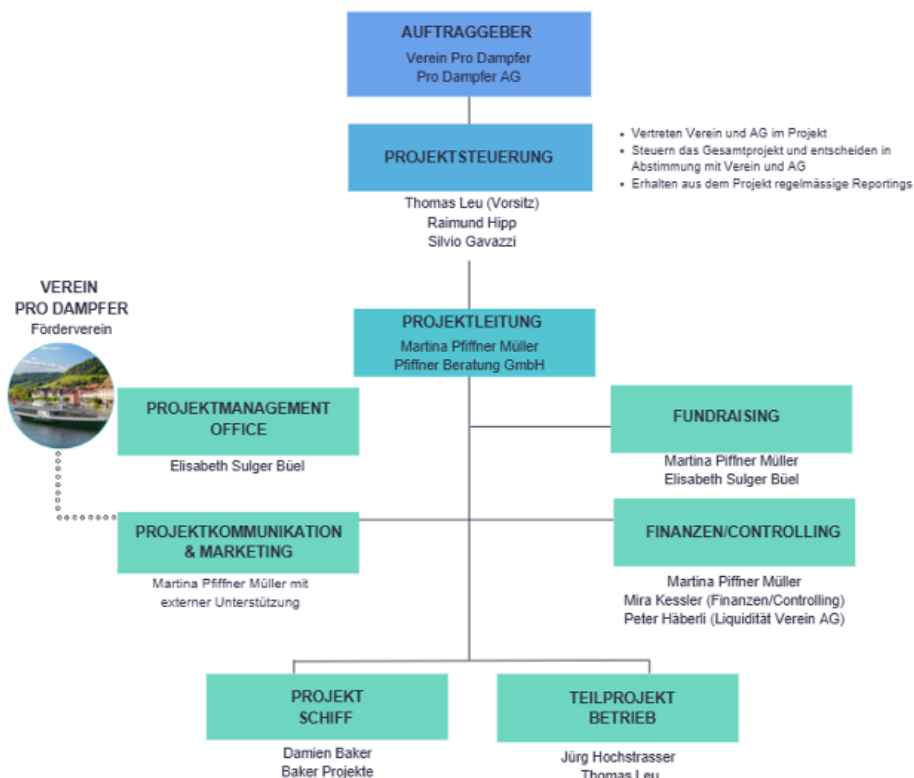 AUFTRAGGEBER
Verein Pro Dampfer
Pro Dampfer AG
PROJEKTSTEUERUNG
• Vertreten Verein und AG im Projekt
• Steuern das Gesamtprojekt und entscheiden in
Abstimmung mit Verein und AG
• Erhalten aus dem Projekt regelmässige Reportings
Thomas Leu (Vorsitz)
Raimund Hipp
Silvio Gavazzi
VEREIN
PRO DAMPFER
Förderverein
PROJEKTLEITUNG
Martina Pfiffner Müller
Pfiffner Beratung GmbH
PROJEKTMANAGEMENT
OFFICE
Elisabeth Sulger Büel
FUNDRAISING
Martina Piffner Müller
Elisabeth Sulger Büel
PROJEKTKOMMUNIKATION
& MARKETING
Martina Pfiffner Müller mit
externer Unterstützung
FINANZEN/CONTROLLING
Martina Piffner Müller
Mira Kessler (Finanzen/Controlling)
Peter Häberli (Liquidität Verein AG)
PROJEKT
SCHIFF
Damien Baker
Baker Projekte
TEILPROJEKT
BETRIEB
Jürg Hochstrasser
Thomas Leu